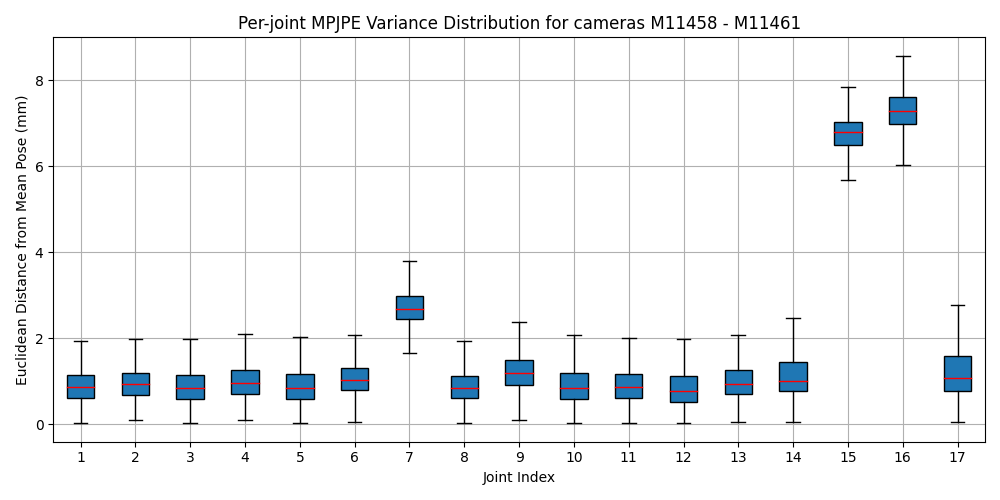 Per-joint MPJPE Variance Distribution for cameras M11458 - M11461
Euclidean Distance from Mean Pose (mm)
8
6
4
2
0
1 2 3 4 5 6 7 8 9 10 11 12 13 14 15 16 17
Joint Index